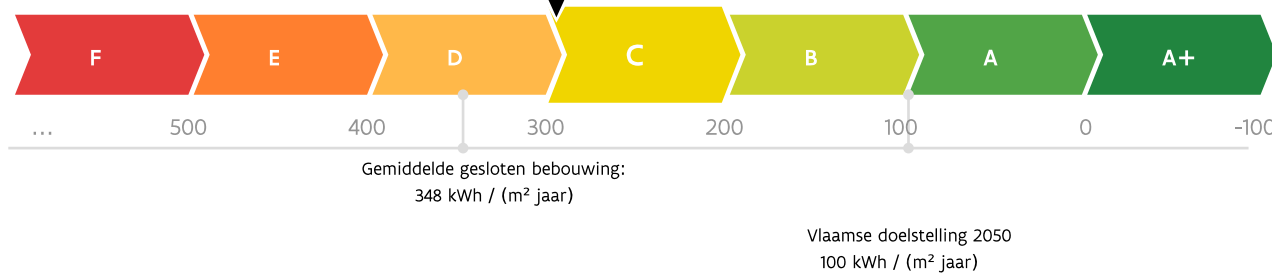 F E D C B A A+
... 500 400 300 200 100 0 -100
Gemiddelde gesloten bebouwing:
348 kWh / (m² jaar)
Vlaamse doelstelling 2050
100 kWh / (m² jaar)